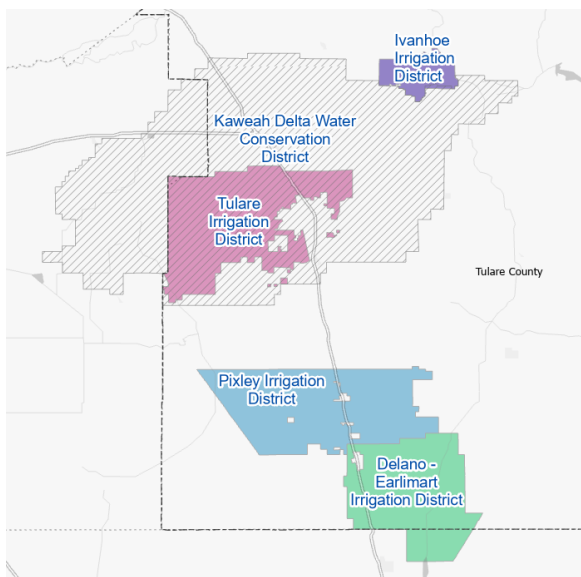 Ivanhoe
Irrigation
District
Kaweah Delta Water
Conservation
District
Tulare
Irrigation
District
Tulare County
Pixley Irrigation
District
Delano -
Earlimart
Irrigation District